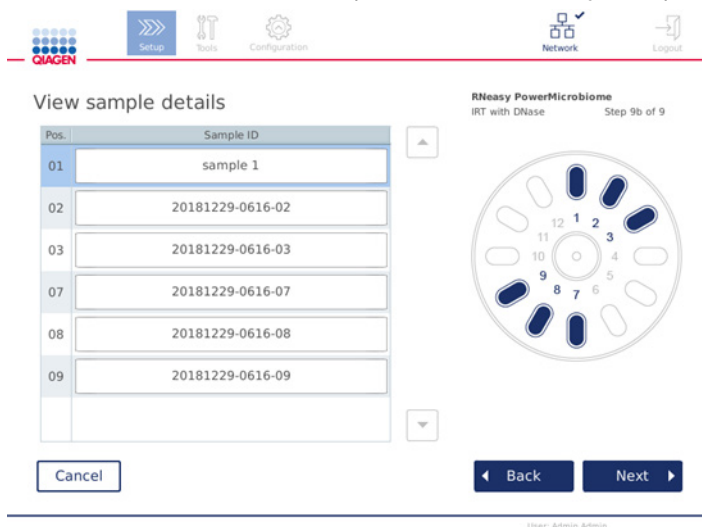 QIAGEN
Setup
Tools
Configuration
Network
Logout
View sample details
RNeasy PowerMicrobiome
IRT with DNase Step 9b of 9
Pos. Sample ID
01 sample 1
02 20181229-0616-02
03 20181229-0616-03
07 20181229-0616-07
08 20181229-0616-08
09 20181229-0616-09
1
2
3
4
5
6
7
8
9
10
11
12
Cancel
Back
Next
User: Admin Admin